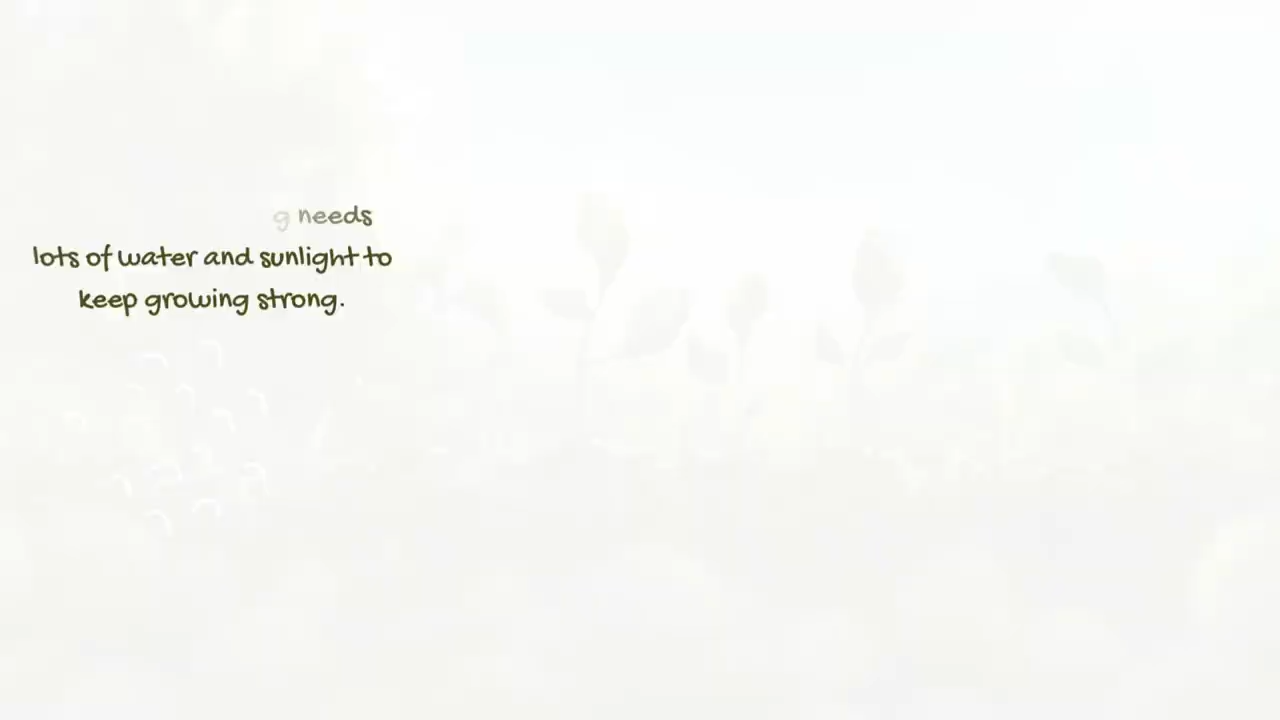 needs
lots of water and sunlight to
keep growing strong.